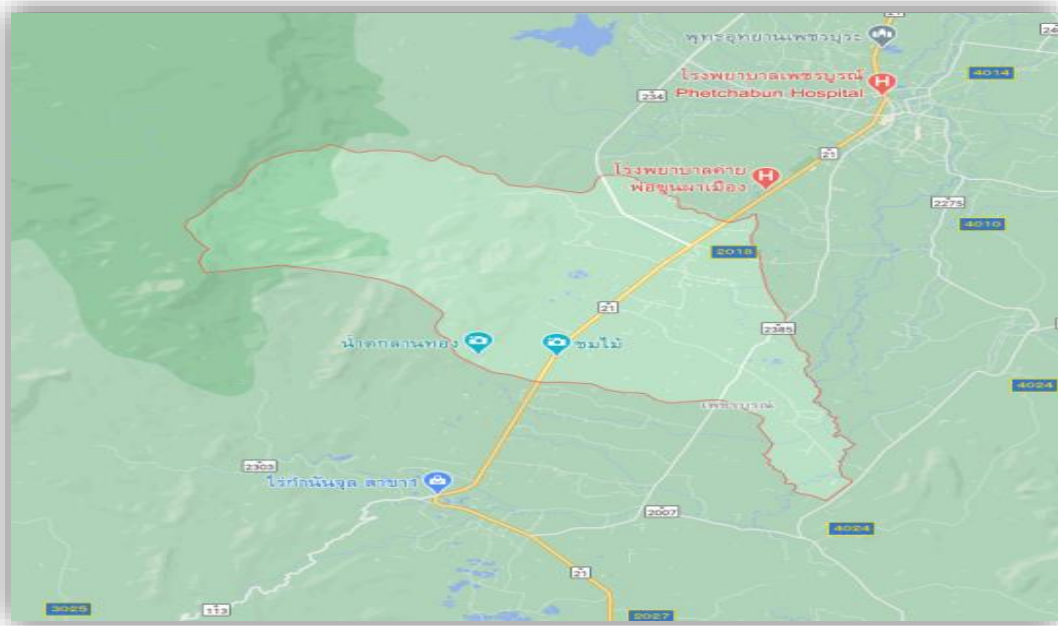 21
24
พุทธอุทยานเพชรบุระ
โรงพยาบาลเพชรบูรณ์
Phetchabun Hospital
4014
234
21
โรงพยาบาลค่าย
พ่อขุนผาเมือง
2275
4010
2018
21
2385
น้ำตกลานทอง
ชมไม้
4024
เพชรบูรณ์
2303
ไร่กำนันจุล สาขา1
2007
4024
21
3025
113
2027